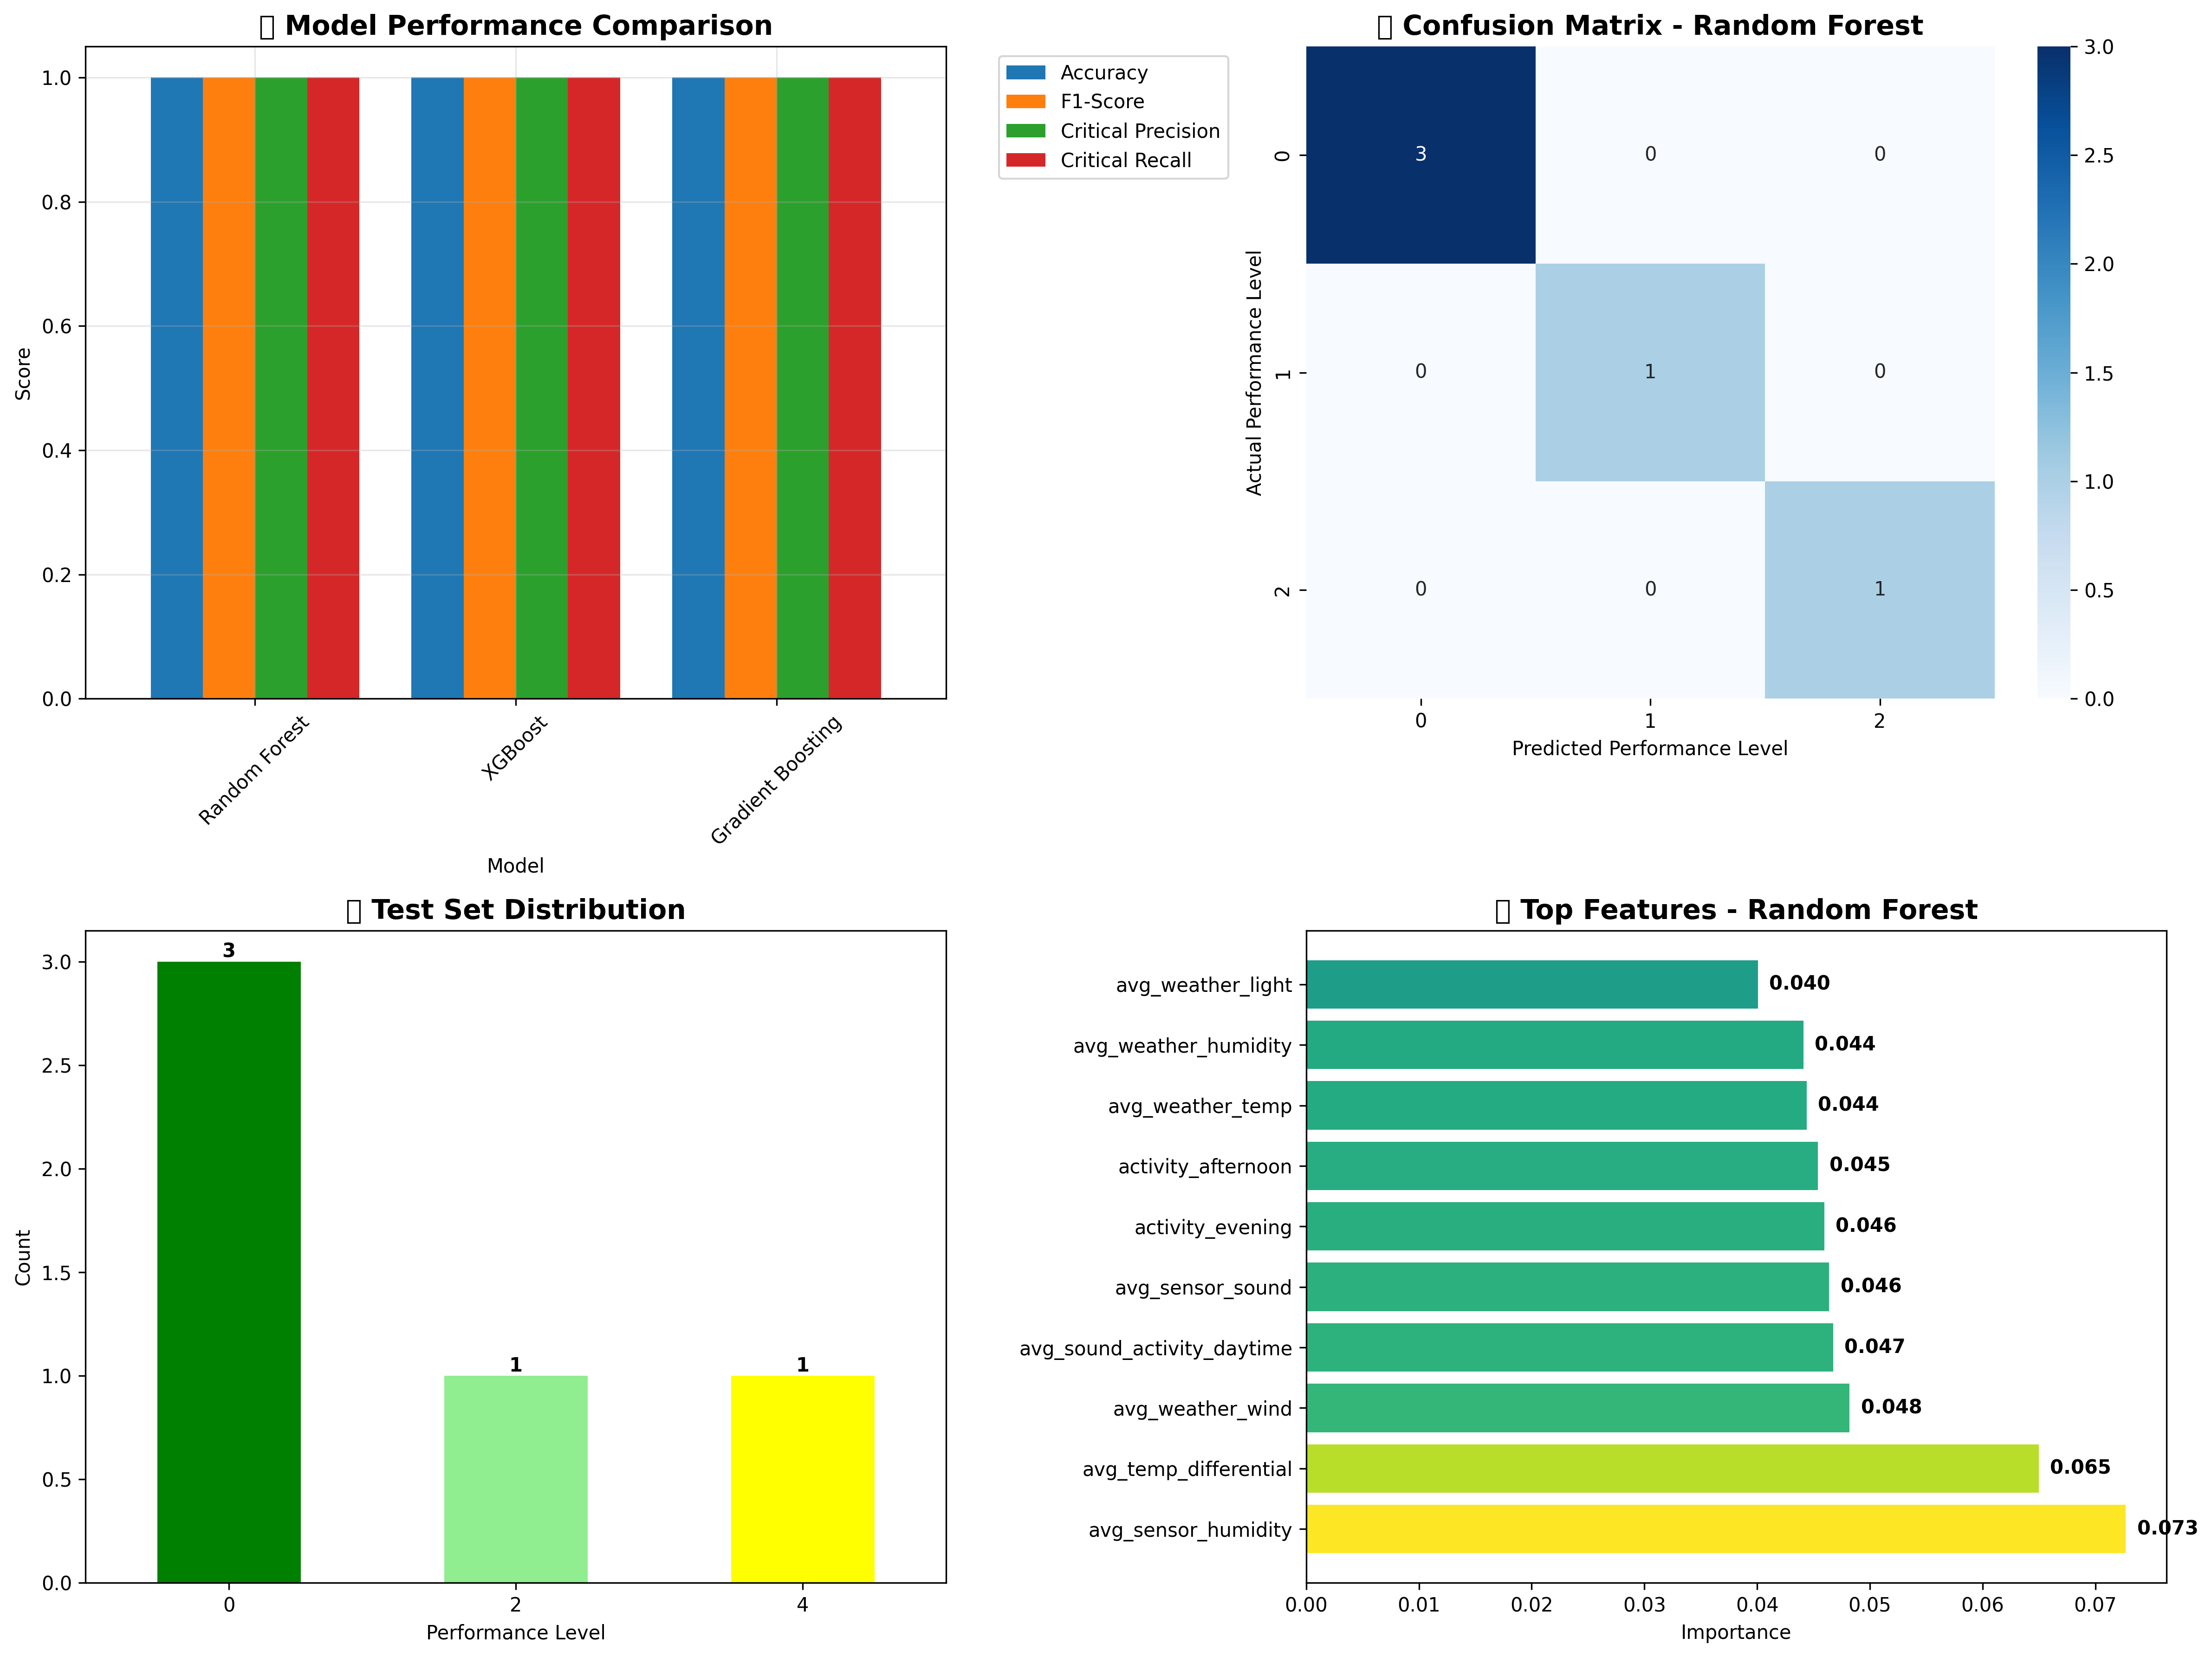 Model Performance Comparison
1.0
0.8
0.6
0.4
0.2
0.0
Score
Random Forest
XGBoost
Gradient Boosting
Model
Accuracy
F1-Score
Critical Precision
Critical Recall
Confusion Matrix - Random Forest
Actual Performance Level
0
3 0 0
1
0 1 0
2
0 0 1
0 1 2
Predicted Performance Level
3.0
2.5
2.0
1.5
1.0
0.5
0.0
Test Set Distribution
3.0
2.5
2.0
1.5
1.0
0.5
0.0
Count
3
1
1
0 2 4
Performance Level
Top Features - Random Forest
avg_weather_light 0.040
avg_weather_humidity 0.044
avg_weather_temp 0.044
activity_afternoon 0.045
activity_evening 0.046
avg_sensor_sound 0.046
avg_sound_activity_daytime 0.047
avg_weather_wind 0.048
avg_temp_differential 0.065
avg_sensor_humidity 0.073
0.00 0.01 0.02 0.03 0.04 0.05 0.06 0.07
Importance